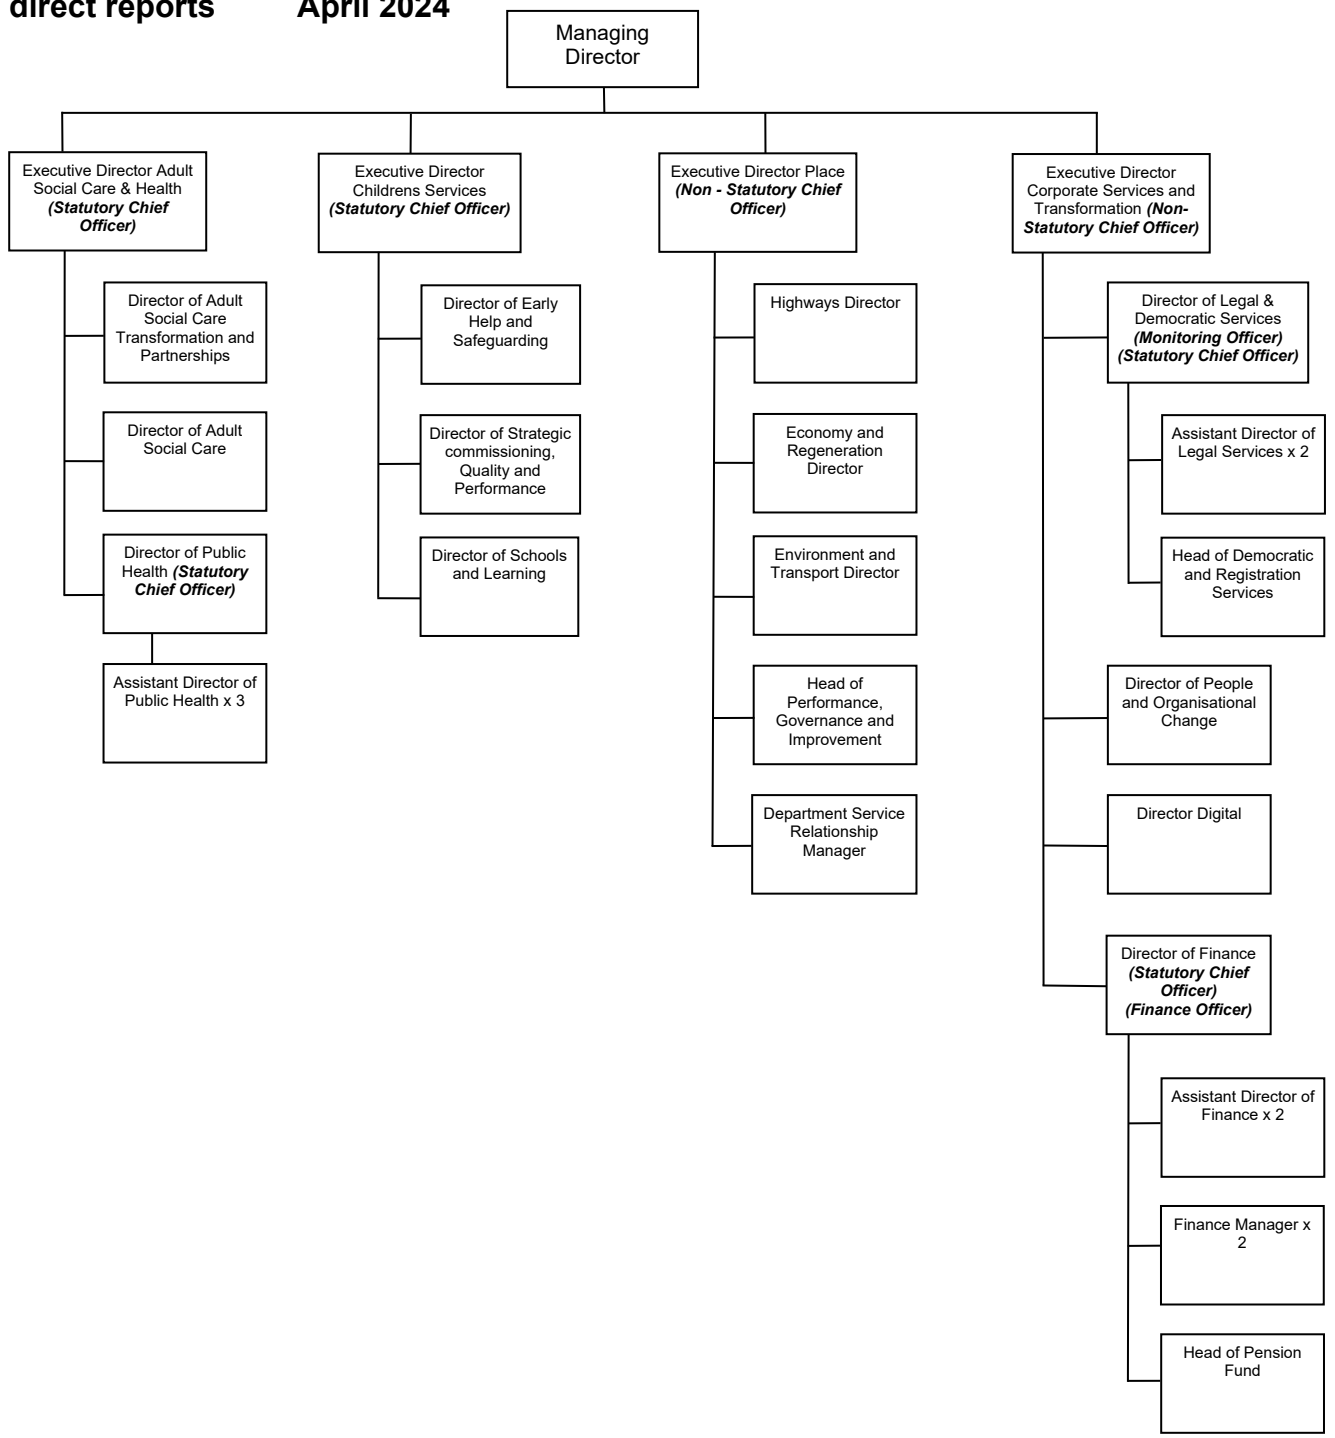 direct reports April 2024
Managing
Director
Executive Director Adult
Social Care & Health
(Statutory Chief
Officer)
Executive Director
Childrens Services
(Statutory Chief Officer)
Executive Director Place
(Non - Statutory Chief
Officer)
Executive Director
Corporate Services and
Transformation (Non-
Statutory Chief Officer)
Director of Adult
Social Care
Transformation and
Partnerships
Director of Adult
Social Care
Director of Public
Health (Statutory
Chief Officer)
Assistant Director of
Public Health x 3
Director of Early
Help and
Safeguarding
Director of Strategic
commissioning,
Quality and
Performance
Director of Schools
and Learning
Highways Director
Economy and
Regeneration
Director
Environment and
Transport Director
Head of
Performance,
Governance and
Improvement
Department Service
Relationship
Manager
Director of Legal &
Democratic Services
(Monitoring Officer)
(Statutory Chief Officer)
Assistant Director of
Legal Services x 2
Head of Democratic
and Registration
Services
Director of People
and Organisational
Change
Director Digital
Director of Finance
(Statutory Chief
Officer)
(Finance Officer)
Assistant Director of
Finance x 2
Finance Manager x
2
Head of Pension
Fund